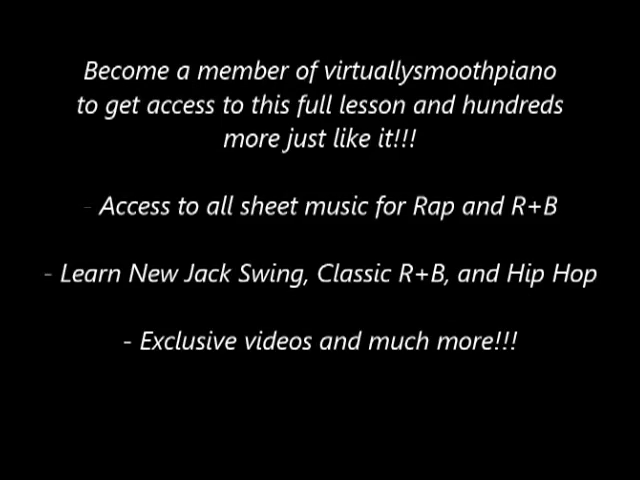 Become a member of virtuallysmoothpiano
to get access to this full lesson and hundreds
more just like it!!!
- Access to all sheet music for Rap and R+B
- Learn New Jack Swing, Classic R+B, and Hip Hop
- Exclusive videos and much more!!!